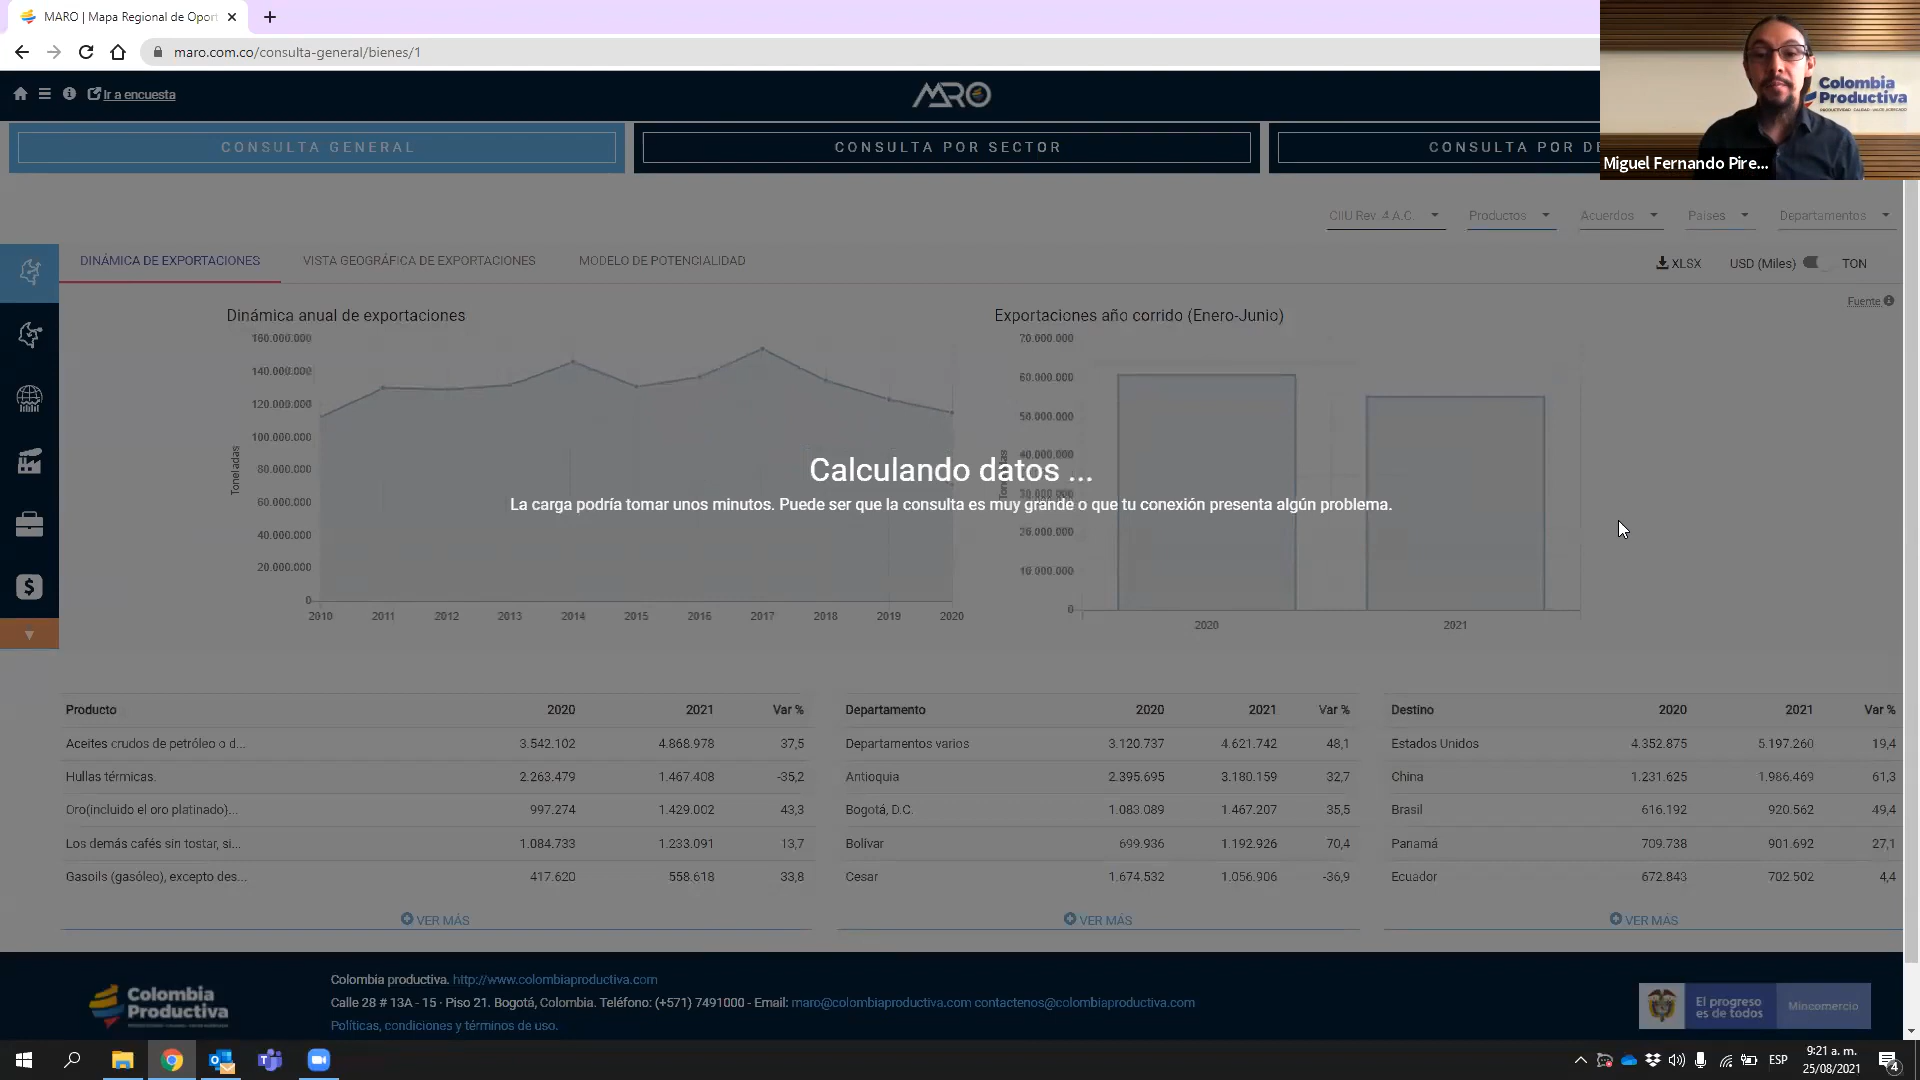 MARO | Mapa Regional de Oport
maro.com.co/consulta-general/bienes/1
Ir a encuesta
MARO
CONSULTA GENERAL
CONSULTA POR SECTOR
CONSULTA POR DE
Colombia
Productiva
Miguel Fernando Pire...
CIIU Rev. 4 A.C.
Productos
Acuerdos
Países
Departamentos
DINÁMICA DE EXPORTACIONES
VISTA GEOGRÁFICA DE EXPORTACIONES
MODELO DE POTENCIALIDAD
XLSX
USD (Miles)
TON
Fuente
Dinámica anual de exportaciones
160.000.000
140.000.000
120.000.000
100.000.000
80.000.000
60.000.000
40.000.000
20.000.000
0
Toneladas
2010 2011 2012 2013 2014 2015 2016 2017 2018 2019 2020
Exportaciones año corrido (Enero-Junio)
70.000.000
60.000.000
50.000.000
40.000.000
30.000.000
20.000.000
10.000.000
0
2020 2021
Calculando datos ...
La carga podría tomar unos minutos. Puede ser que la consulta es muy grande o que tu conexión presenta algún problema.
Producto 2020 2021 Var %
Aceites crudos de petróleo o d... 3.542.102 4.868.978 37,5
Hullas térmicas. 2.263.479 1.467.408 -35,2
Oro(incluido el oro platinado)... 997.274 1.429.002 43,3
Los demás cafés sin tostar, si... 1.084.733 1.233.091 13,7
Gasoils (gasóleo), excepto des... 417.620 558.618 33,8
VER MÁS
Departamento 2020 2021 Var %
Departamentos varios 3.120.737 4.621.742 48,1
Antioquia 2.395.695 3.180.159 32,7
Bogotá, D.C. 1.083.089 1.467.207 35,5
Bolívar 699.936 1.192.926 70,4
Cesar 1.674.532 1.056.906 -36,9
VER MÁS
Destino 2020 2021 Var %
Estados Unidos 4.352.875 5.197.260 19,4
China 1.231.625 1.986.469 61,3
Brasil 616.192 920.562 49,4
Panamá 709.738 901.692 27,1
Ecuador 672.843 702.502 4,4
VER MÁS
Colombia
Productiva
Colombia productiva. http://www.colombiaproductiva.com
Calle 28 # 13A - 15 · Piso 21. Bogotá, Colombia. Teléfono: (+571) 7491000 - Email: maro@colombiaproductiva.com contactenos@colombiaproductiva.com
Políticas, condiciones y términos de uso.
El progreso
es de todos
Mincomercio
ESP
9:21 a. m.
25/08/2021
4